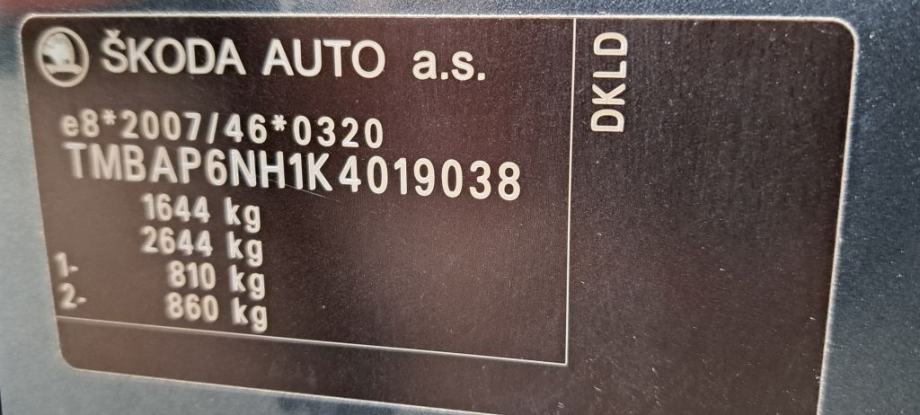 ŠKODA AUTO a.s.
e8*2007/46*0320
TMBAP6NH1K4019038
1644 kg
2644 kg
1- 810 kg
2- 860 kg
DKLD